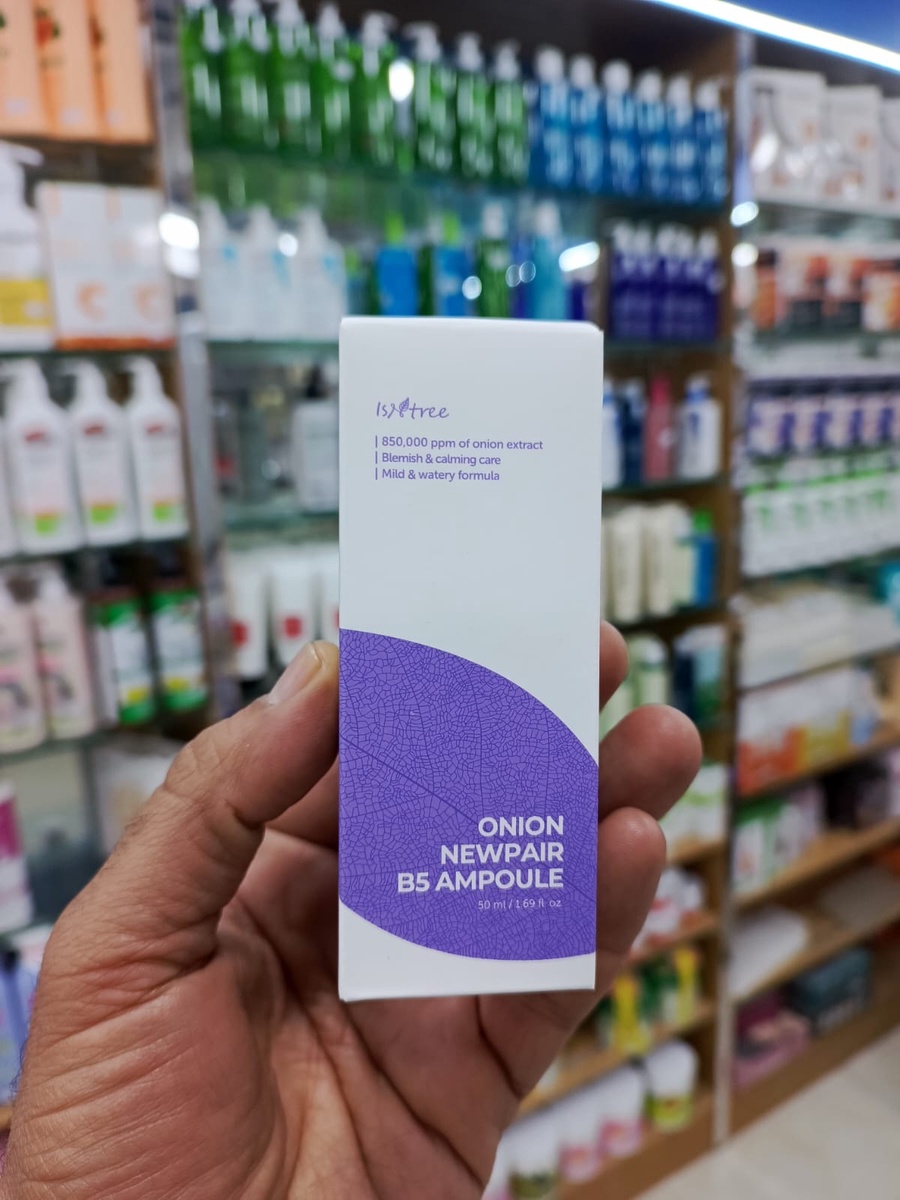 Isntree
850,000 ppm of onion extract
Blemish & calming care
Mild & watery formula
ONION
NEWPAIR
B5 AMPOULE
50 ml / 1.69 fl oz